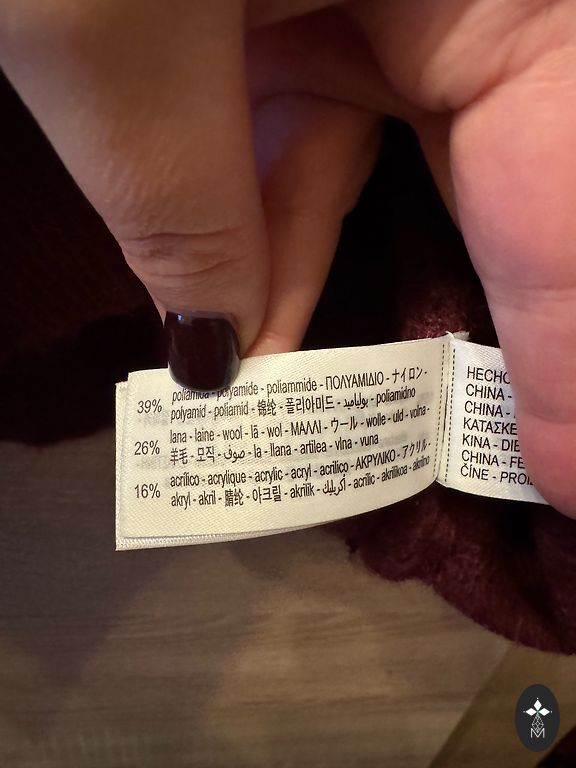 39% poliamida - polyamide - poliammide - ΠΟΛΥΑΜΙΔΙΟ - ナイロン -
polyamid - poliamid - 锦纶 - 폴리아미드 - بوليامید - poliamidno
26% lana - laine - wool - lã - wol - ΜΑΛΛΙ - ウール - wolle - uld - volna -
羊毛 - 모직 - صوف - la - llana - artilea - vlna - vuna
16% acrilico - acrylique - acrylic - acryl - acrílico - ΑΚΡΥΛΙΚΟ - アクリル -
akryl - akril - 腈纶 - 아크릴 - akrilik - أكريليك - acrilic - akrilikoa - akrilno
HECHO
CHINA -
CHINA -
ΚΑΤΑΣΚΕ
KINA - DIE
CHINA - FE
ČÍNE - PROI
M